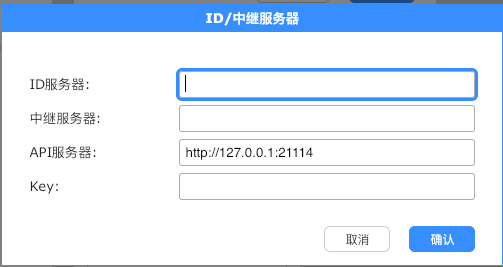 ID/中继服务器
ID服务器:
中继服务器:
API服务器:
http://127.0.0.1:21114
Key:
取消
确认